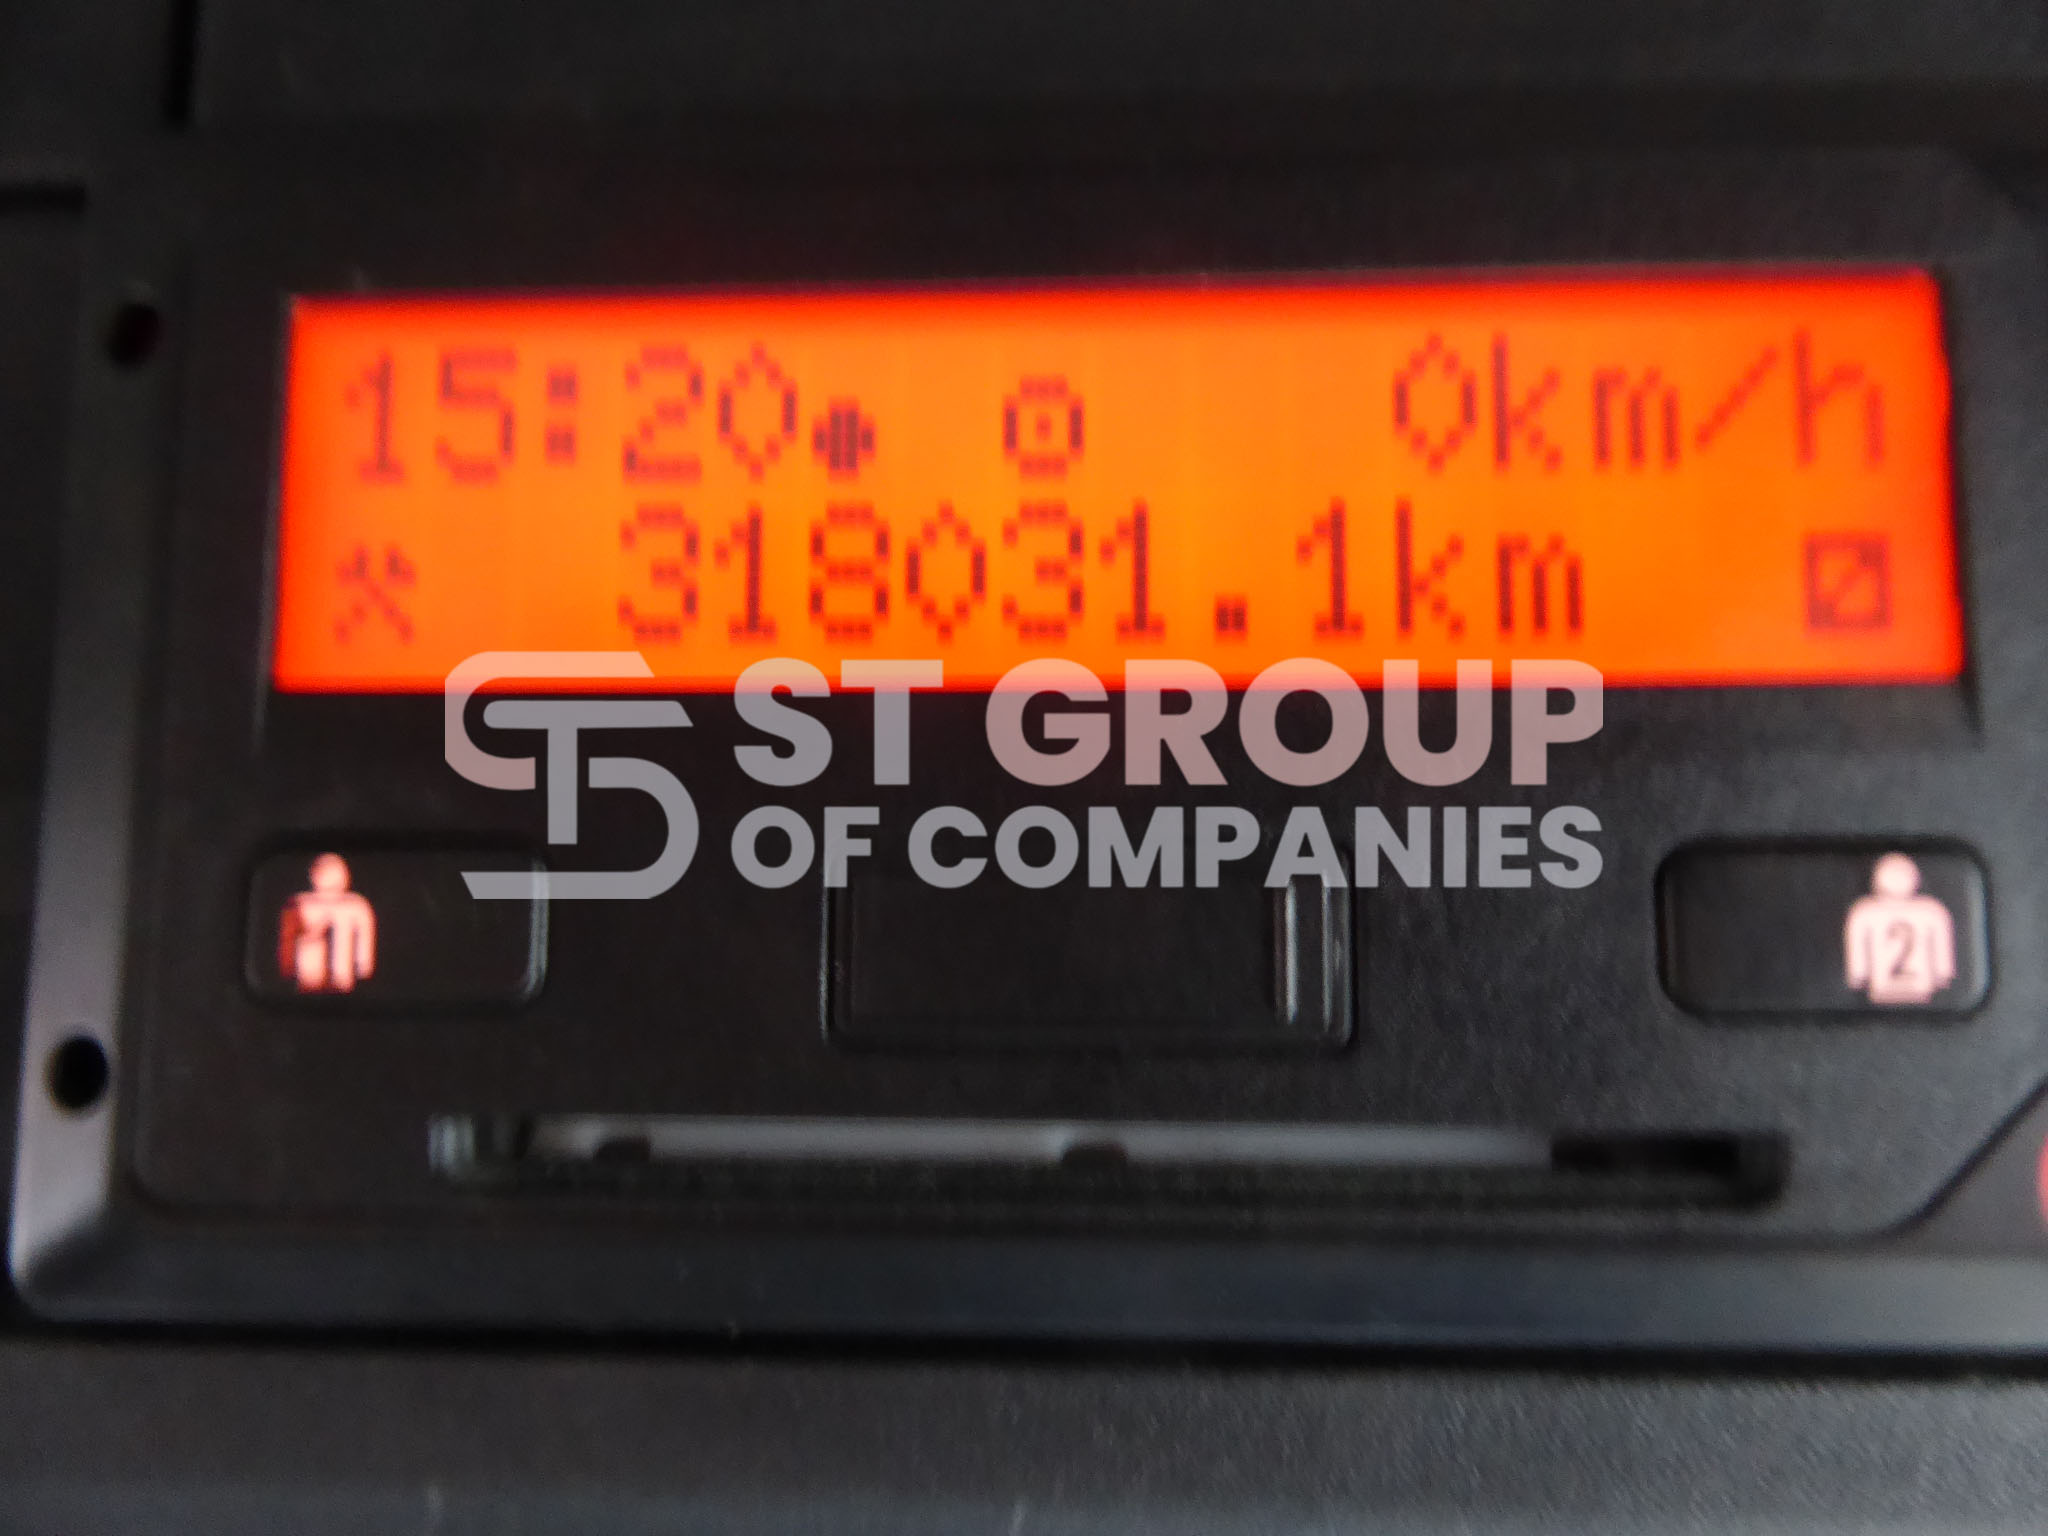 15:20 0km/h
318031.1km
ST GROUP
OF COMPANIES
1 2